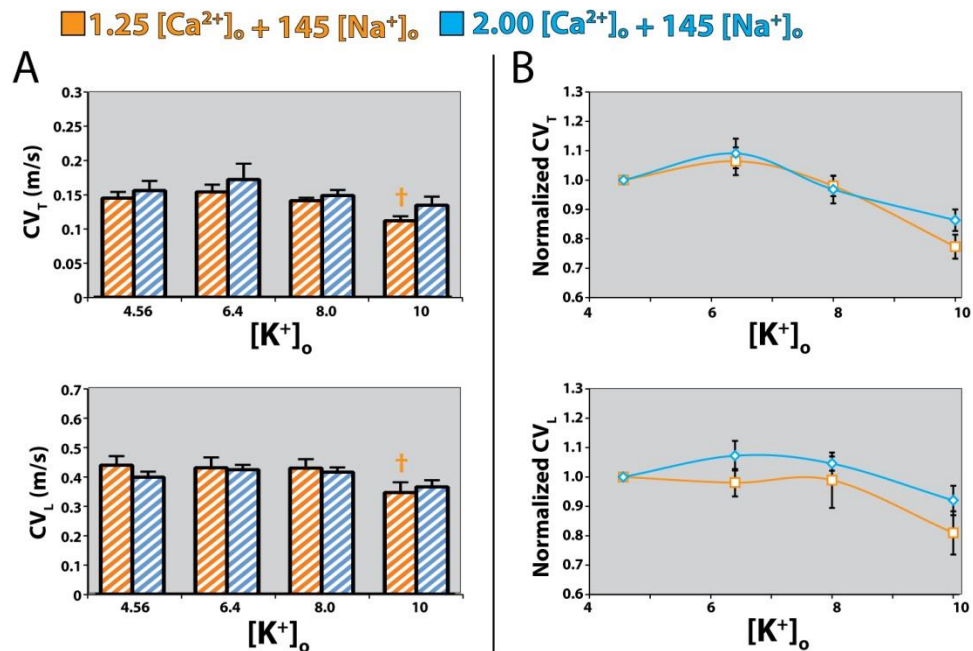 1.25 [Ca²⁺]ₒ + 145 [Na⁺]ₒ 2.00 [Ca²⁺]ₒ + 145 [Na⁺]ₒ
A
CV_T (m/s)
0.3
0.25
0.2
0.15
0.1
0.05
0
†
4.56 6.4 8.0 10
[K⁺]ₒ
CV_L (m/s)
0.7
0.6
0.5
0.4
0.3
0.2
0.1
0
†
4.56 6.4 8.0 10
[K⁺]ₒ
B
Normalized CV_T
1.3
1.2
1.1
1.0
0.9
0.8
0.7
0.6
4 6 8 10
[K⁺]ₒ
Normalized CV_L
1.3
1.2
1.1
1.0
0.9
0.8
0.7
0.6
4 6 8 10
[K⁺]ₒ